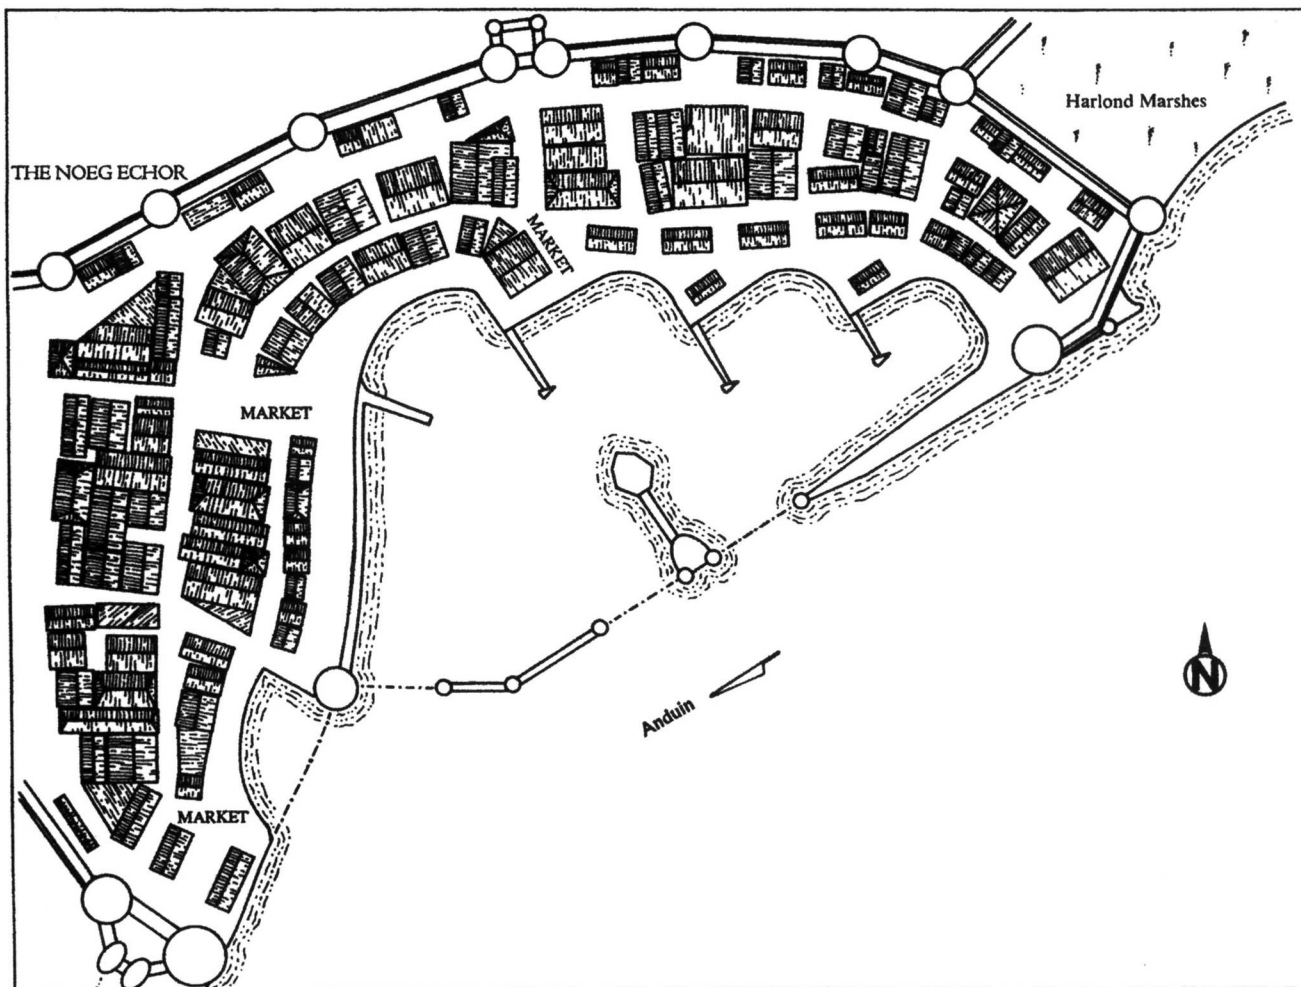 Harlond Marshes
THE NOEG ECHOR
MARKET
MARKET
Anduin
N
MARKET